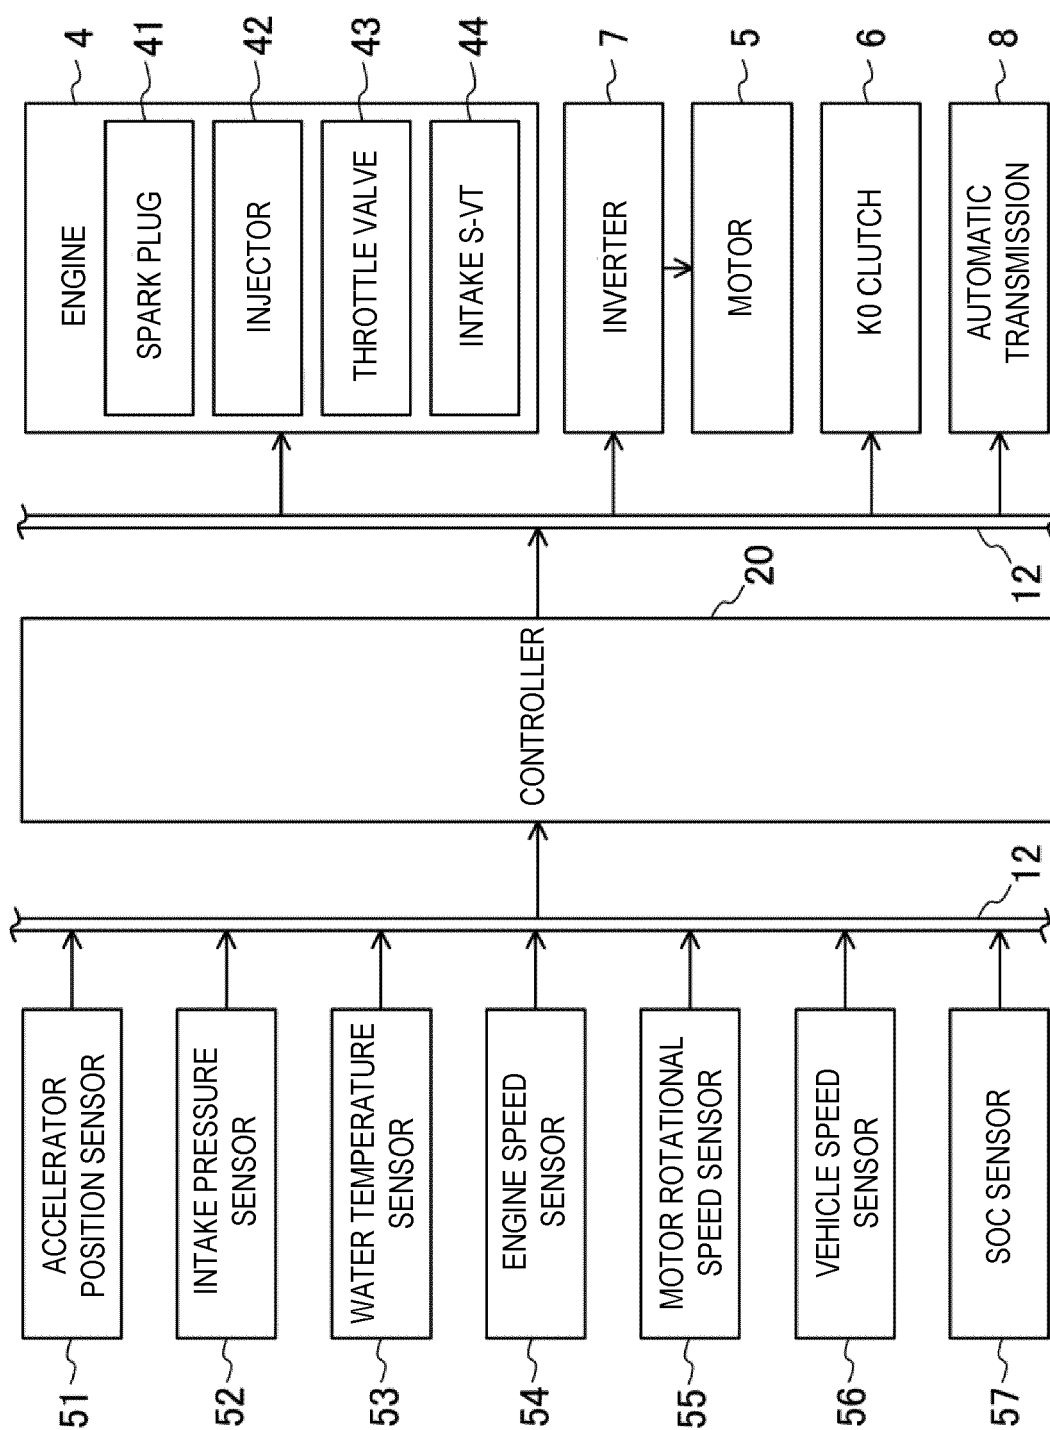 51
ACCELERATOR
POSITION SENSOR
52
INTAKE PRESSURE
SENSOR
53
WATER TEMPERATURE
SENSOR
54
ENGINE SPEED
SENSOR
55
MOTOR ROTATIONAL
SPEED SENSOR
56
VEHICLE SPEED
SENSOR
57
SOC SENSOR
12
CONTROLLER
20
12
ENGINE
4
SPARK PLUG
41
INJECTOR
42
THROTTLE VALVE
43
INTAKE S-VT
44
INVERTER
7
MOTOR
5
K0 CLUTCH
6
AUTOMATIC
TRANSMISSION
8